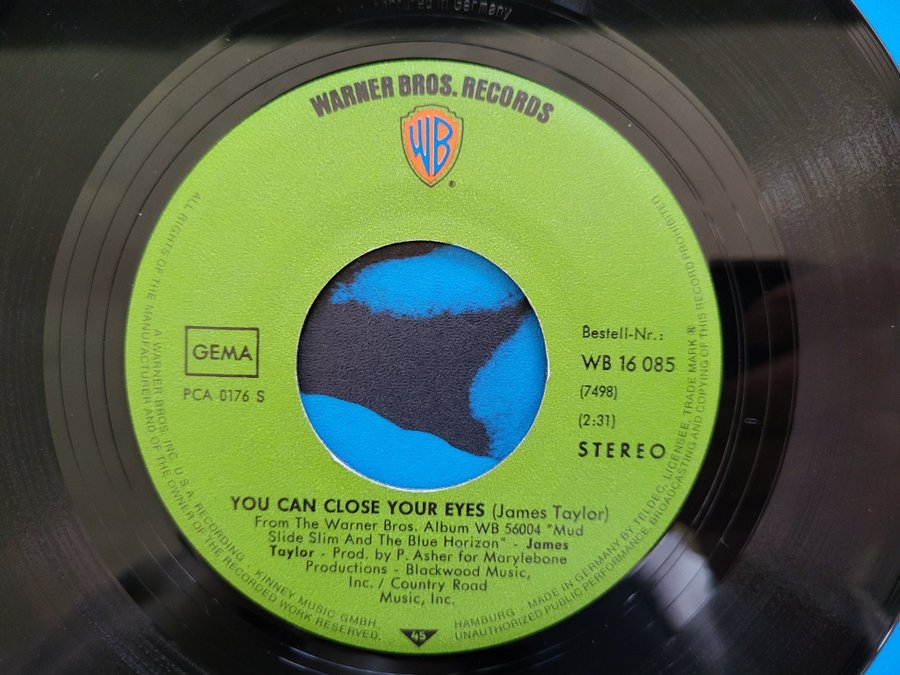 Germany
WARNER BROS. RECORDS
WB
®
GEMA
PCA 0176 S
Bestell-Nr.:
WB 16 085
(7498)
(2:31)
STEREO
YOU CAN CLOSE YOUR EYES (James Taylor)
From The Warner Bros. Album WB 56004 "Mud
Slide Slim And The Blue Horizon" - James
Taylor - Prod. by P. Asher for Marylebone
Productions - Blackwood Music,
Inc. / Country Road
Music, Inc.
45
A WARNER BROS. INC. U.S.A. RECORDING KINNEY MUSIC GMBH. HAMBURG - MADE IN GERMANY BY TELDEC, LICENSEE, TRADE MARK ®
ALL RIGHTS OF THE MANUFACTURER AND OF THE OWNER OF THE RECORDED WORK RESERVED. UNAUTHORIZED PUBLIC PERFORMANCE BROADCASTING AND COPYING OF THIS RECORD PROHIBITED